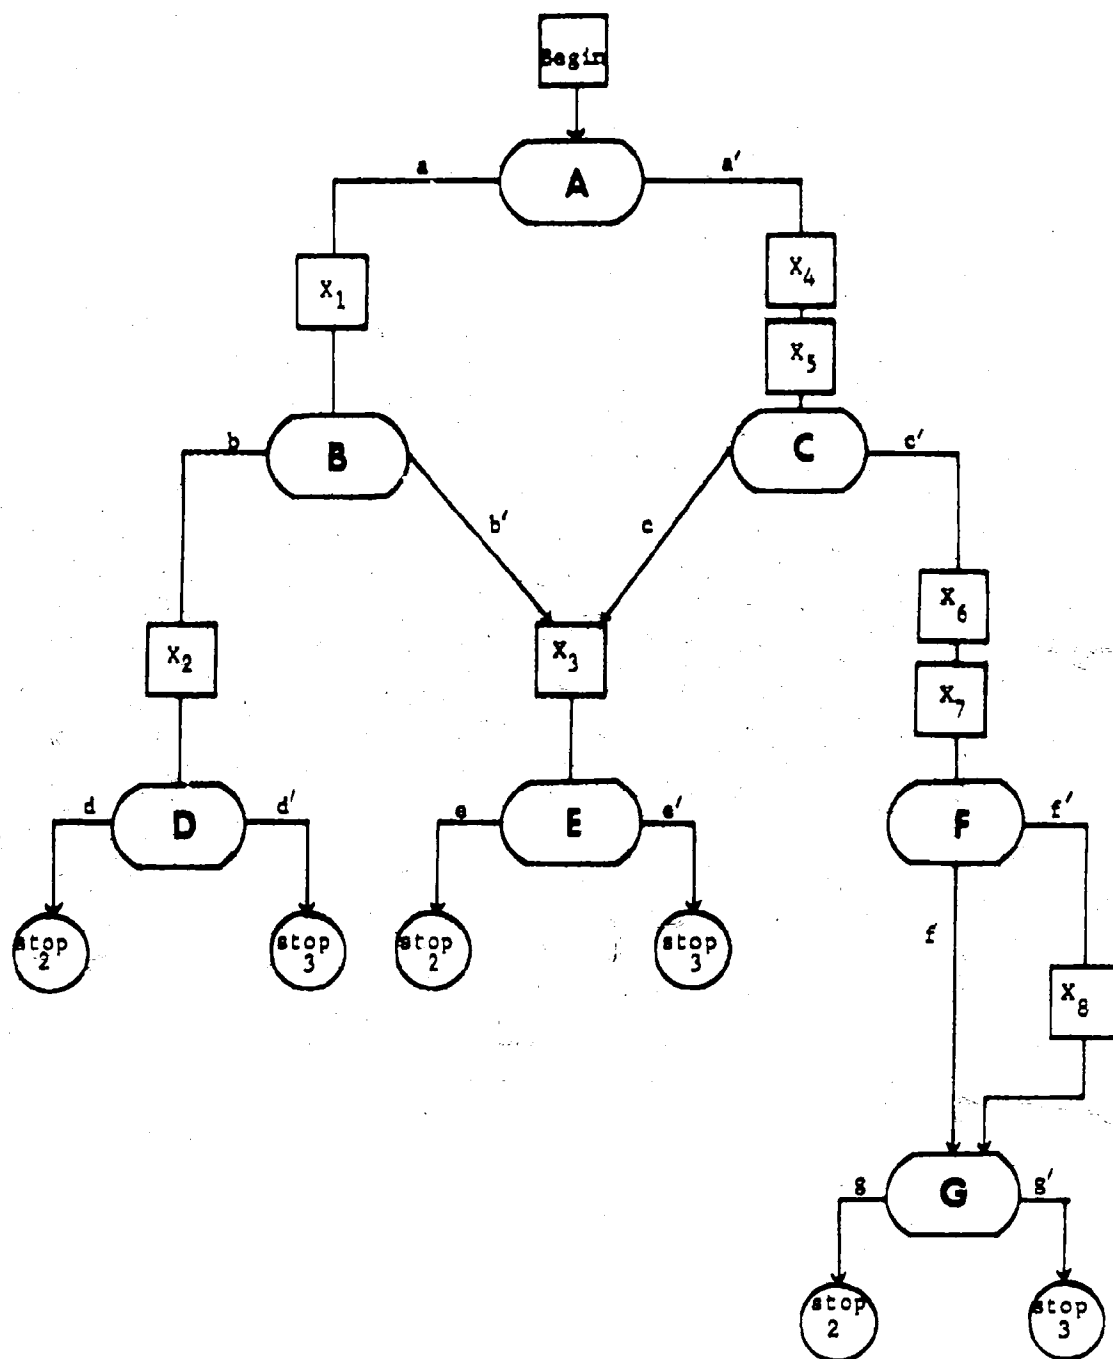 Begin
a
A
a′
X₄
X₁
X₅
b
B
C
c′
b′
c
X₆
X₂
X₃
X₇
d
D
d′
e
E
e′
F
f′
stop
2
stop
3
stop
2
stop
3
f
X₈
g
G
g′
stop
2
stop
3